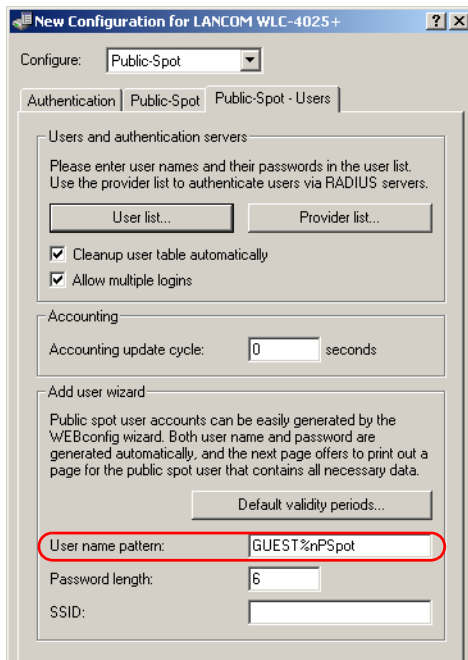 New Configuration for LANCOM WLC-4025+
Configure: Public-Spot
Authentication Public-Spot Public-Spot - Users
Users and authentication servers
Please enter user names and their passwords in the user list.
Use the provider list to authenticate users via RADIUS servers.
User list... Provider list...
Cleanup user table automatically
Allow multiple logins
Accounting
Accounting update cycle: 0 seconds
Add user wizard
Public spot user accounts can be easily generated by the
WEBconfig wizard. Both user name and password are
generated automatically, and the next page offers to print out a
page for the public spot user that contains all necessary data.
Default validity periods...
User name pattern: GUEST%nPSpot
Password length: 6
SSID: